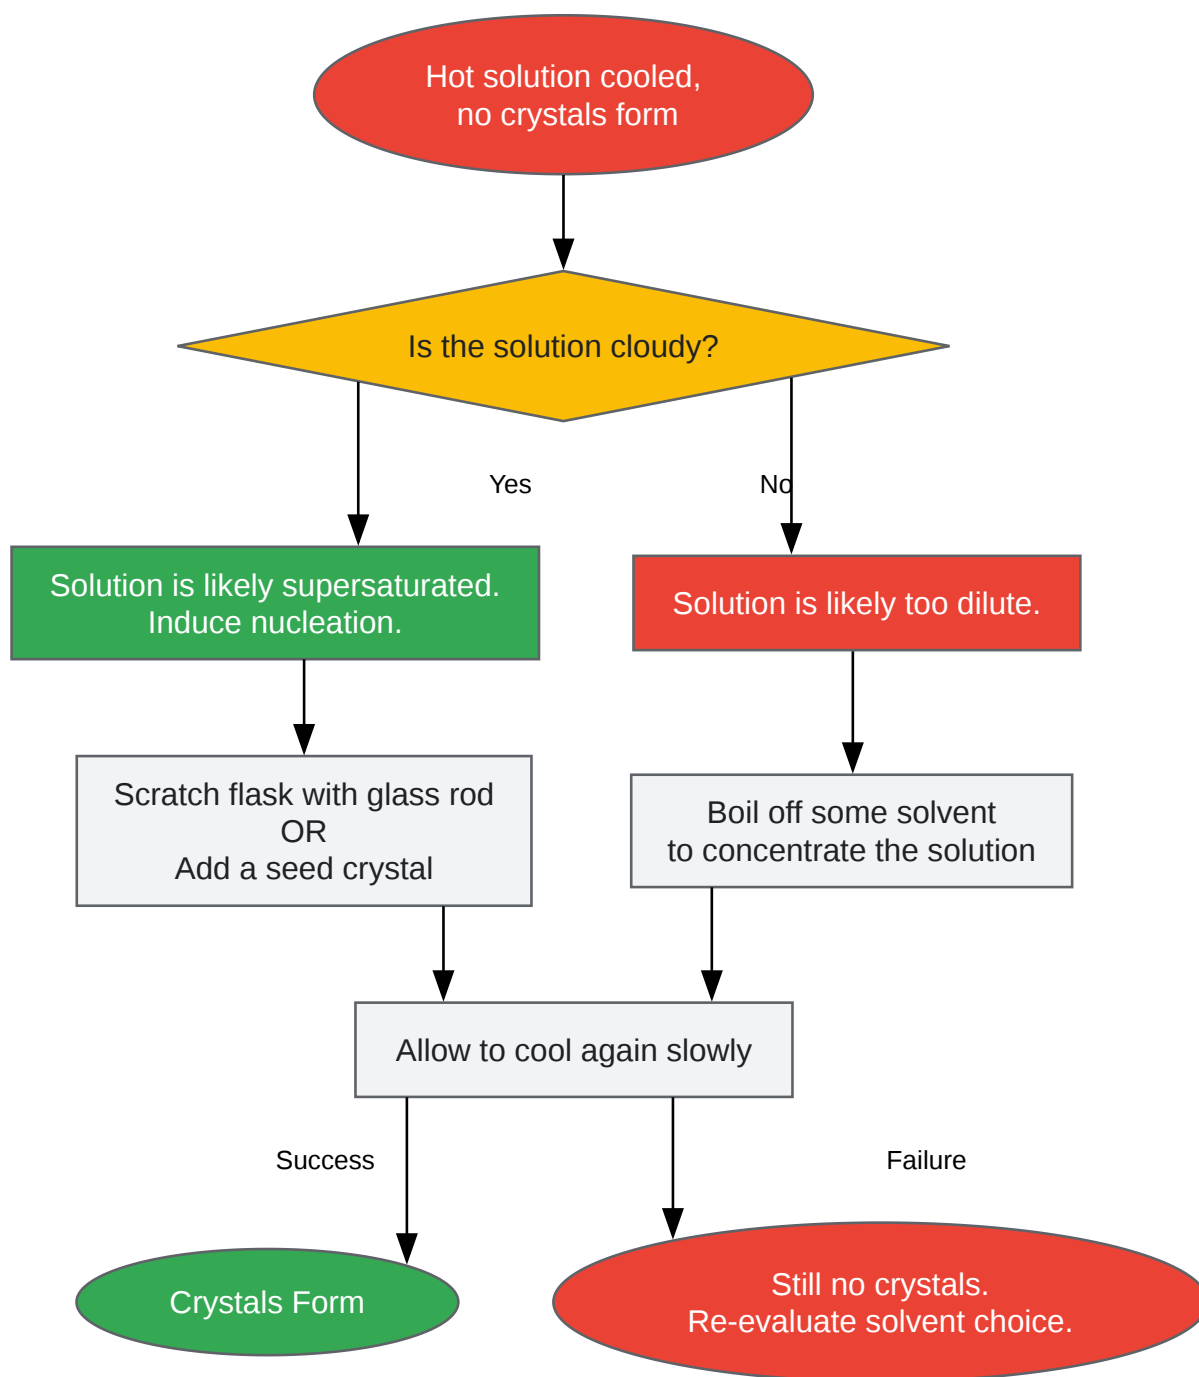 Hot solution cooled,
no crystals form
Is the solution cloudy?
Yes
No
Solution is likely supersaturated.
Induce nucleation.
Solution is likely too dilute.
Scratch flask with glass rod
OR
Add a seed crystal
Boil off some solvent
to concentrate the solution
Allow to cool again slowly
Success
Failure
Crystals Form
Still no crystals.
Re-evaluate solvent choice.